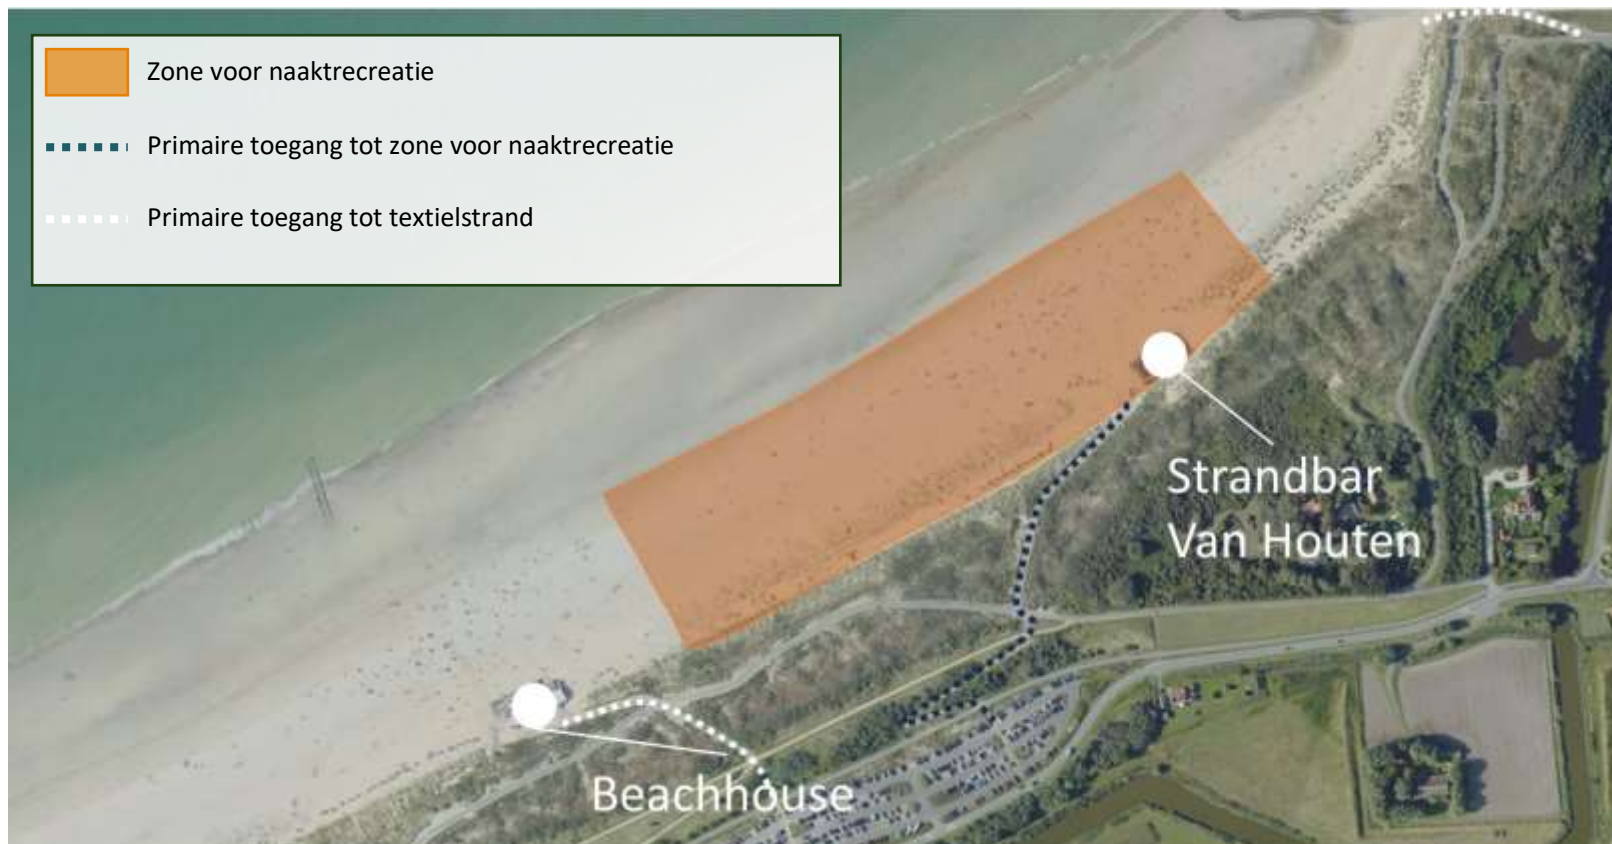 Zone voor naaktrecreatie
Primaire toegang tot zone voor naaktrecreatie
Primaire toegang tot textielstrand
Strandbar
Van Houten
Beachhouse